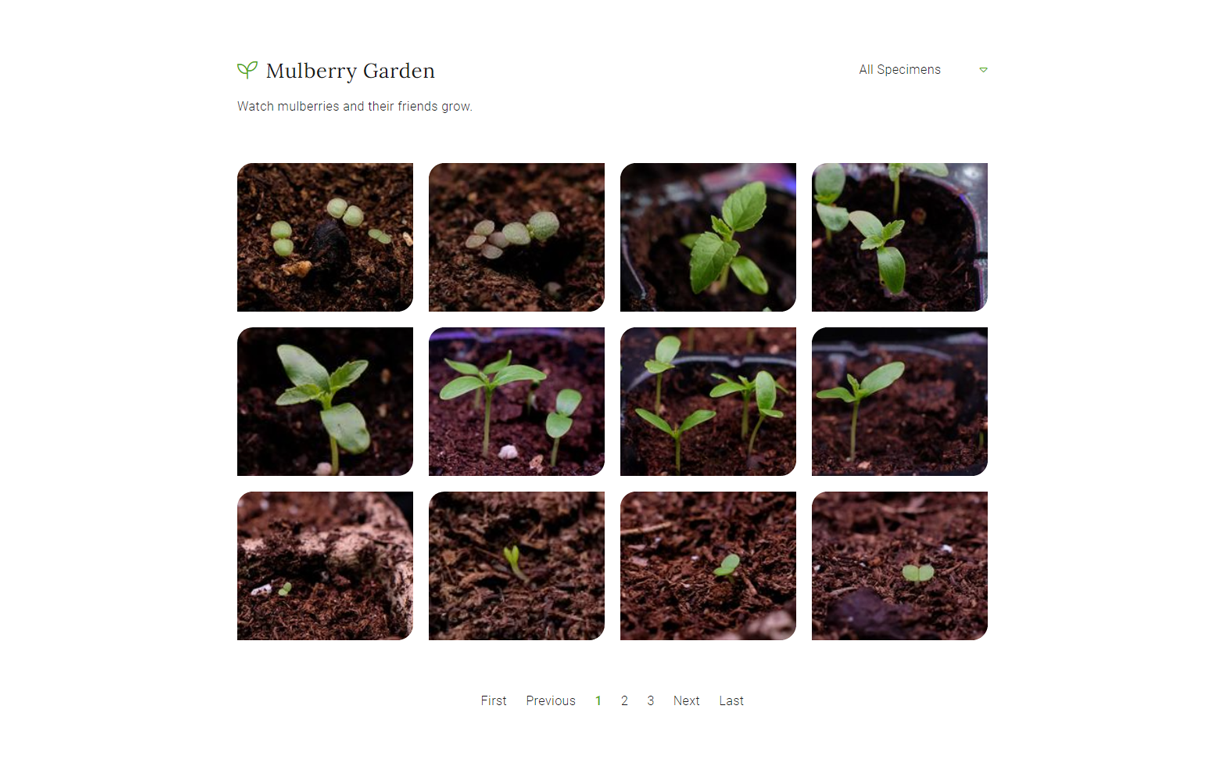 Mulberry Garden
All Specimens
Watch mulberries and their friends grow.
First Previous 1 2 3 Next Last